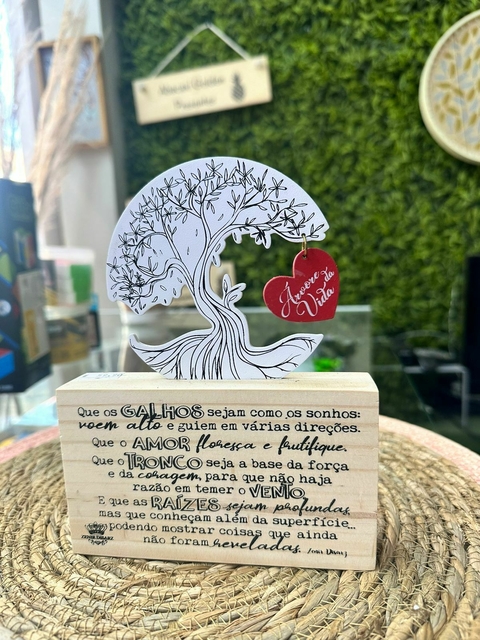 Árvore
da
Vida
Que os GALHOS sejam como os sonhos:
voem alto e guiem em várias direções.
Que o AMOR floresça e frutifique.
Que o TRONCO seja a base da força
e da coragem, para que não haja
razão em temer o VENTO.
E que as RAÍZES sejam profundas,
mas que conheçam além da superfície...
podendo mostrar coisas que ainda
não foram reveladas.